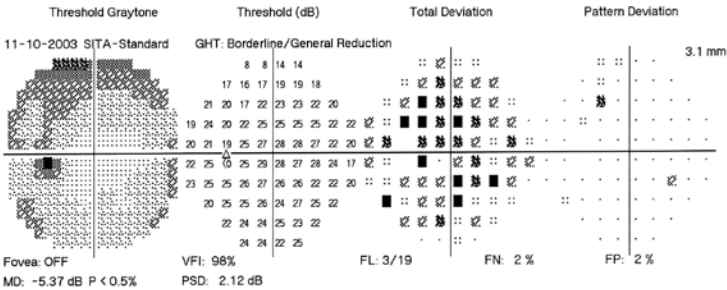 Threshold Graytone Threshold (dB) Total Deviation Pattern Deviation
11-10-2003 SITA-Standard GHT: Borderline/General Reduction
3.1 mm
8 8 14 14
17 16 17 19 19 18
21 20 17 22 23 23 22 20
19 24 20 22 25 25 25 25 22 22
20 21 19 25 27 28 28 27 22 20
22 25 25 29 28 27 28 24 17
23 25 25 26 27 26 26 22 22 20
20 25 25 26 27 24 22 22
22 24 24 25 23 22
24 24 22 25
Fovea: OFF VFI: 98% FL: 3/19 FN: 2 % FP: 2 %
MD: -5.37 dB P < 0.5% PSD: 2.12 dB